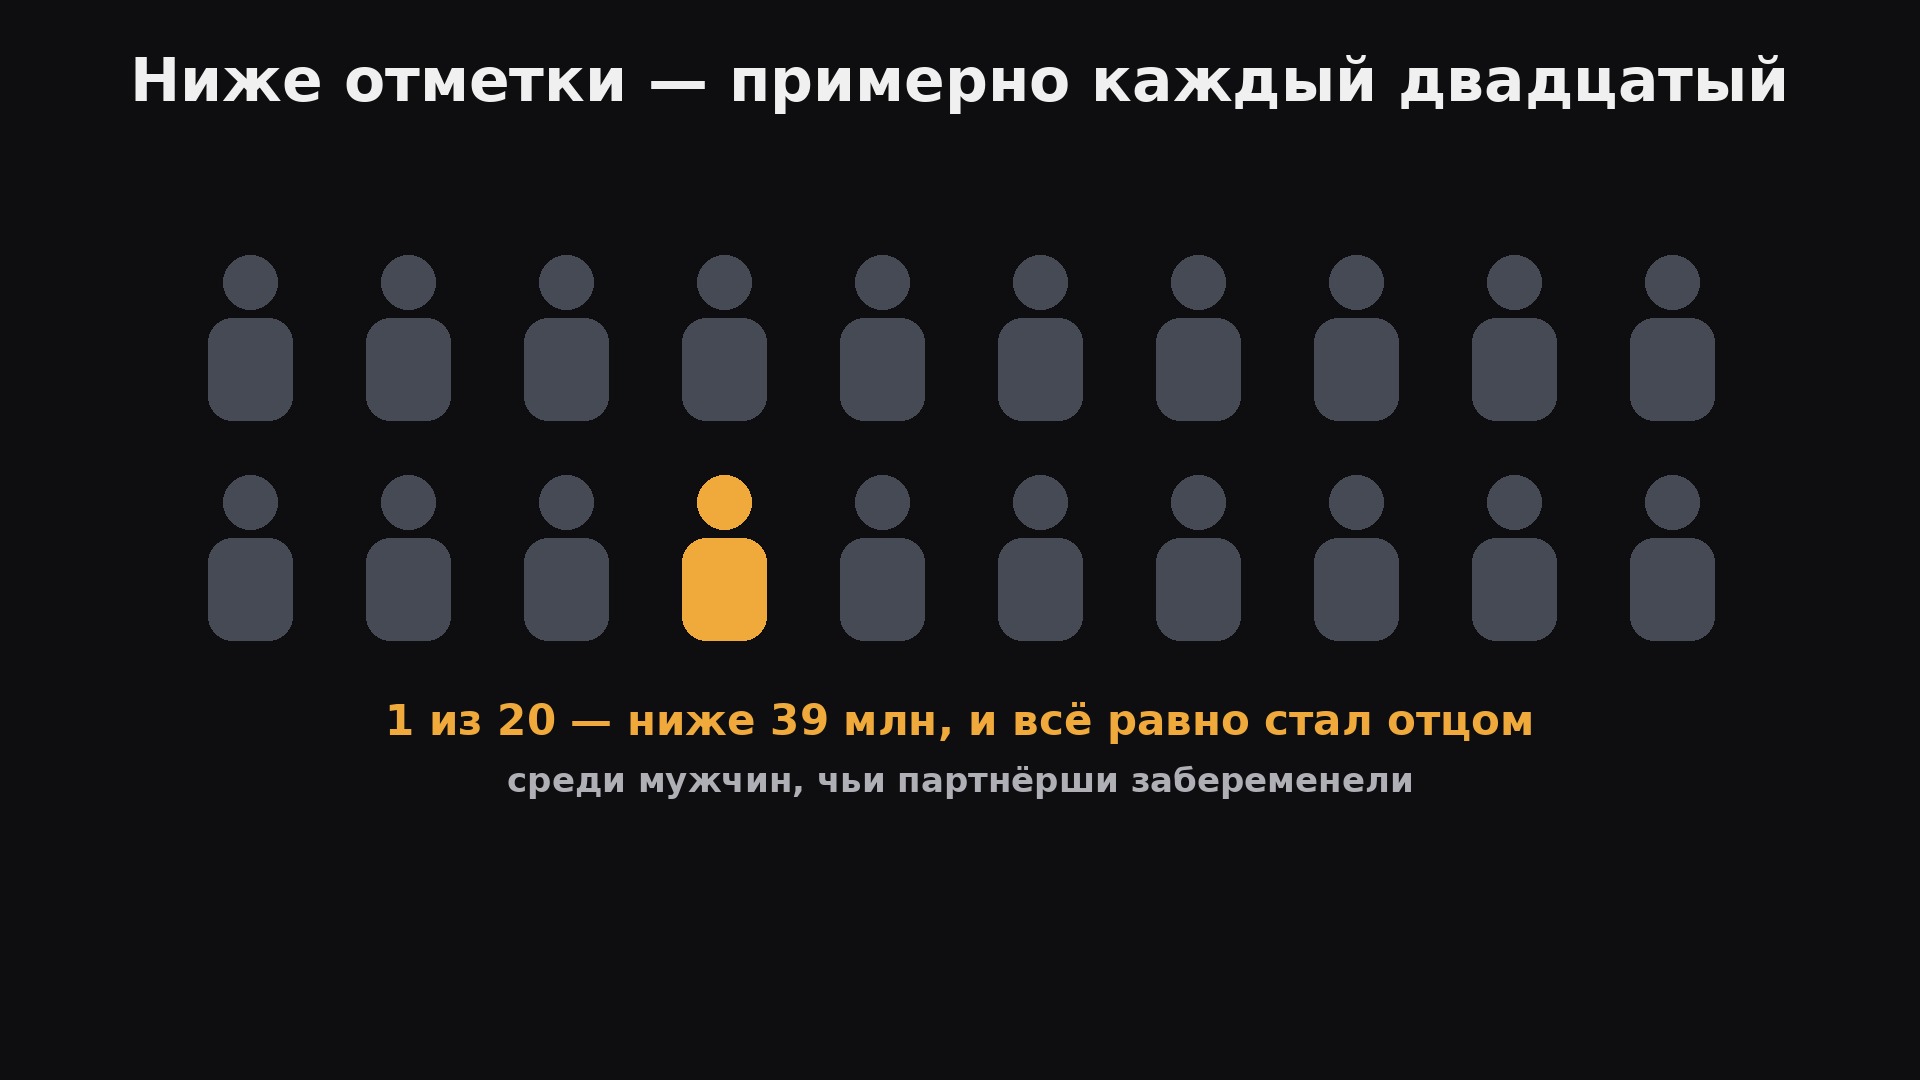 Ниже отметки — примерно каждый двадцатый
1 из 20 — ниже 39 млн, и всё равно стал отцом
среди мужчин, чьи партнёрши забеременели